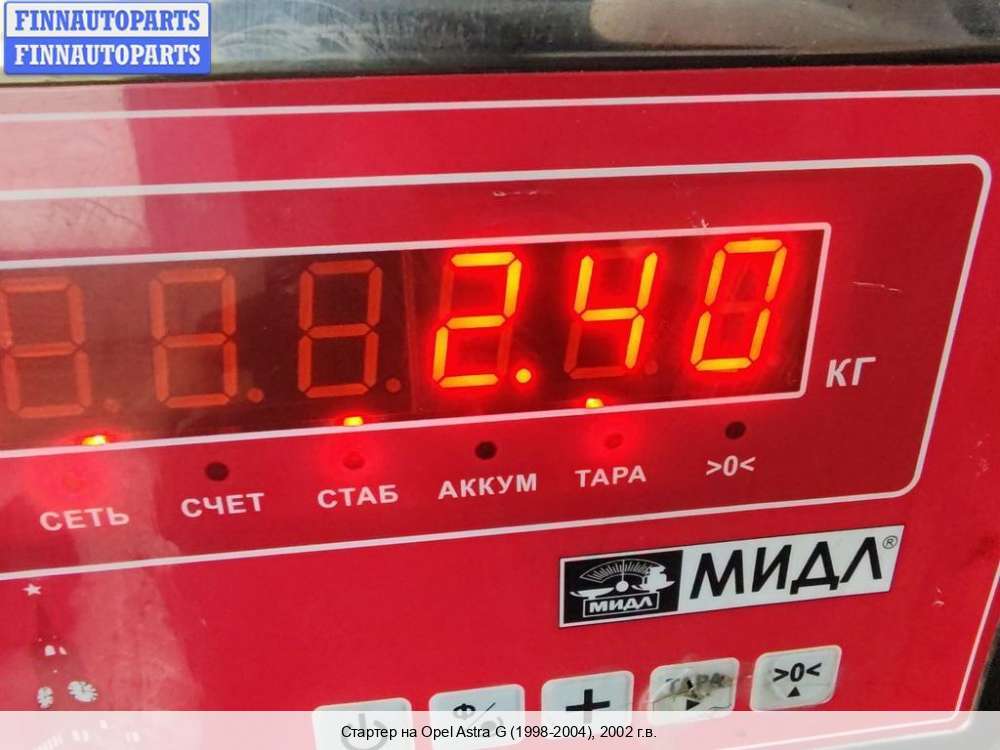 FINNAUTOPARTS
FINNAUTOPARTS
2.40
КГ
СЕТЬ СЧЕТ СТАБ АККУМ ТАРА >0<
МИДЛ
МИДЛ®
Ф
+
ТАРА
>0<
Стартер на Opel Astra G (1998-2004), 2002 г.в.